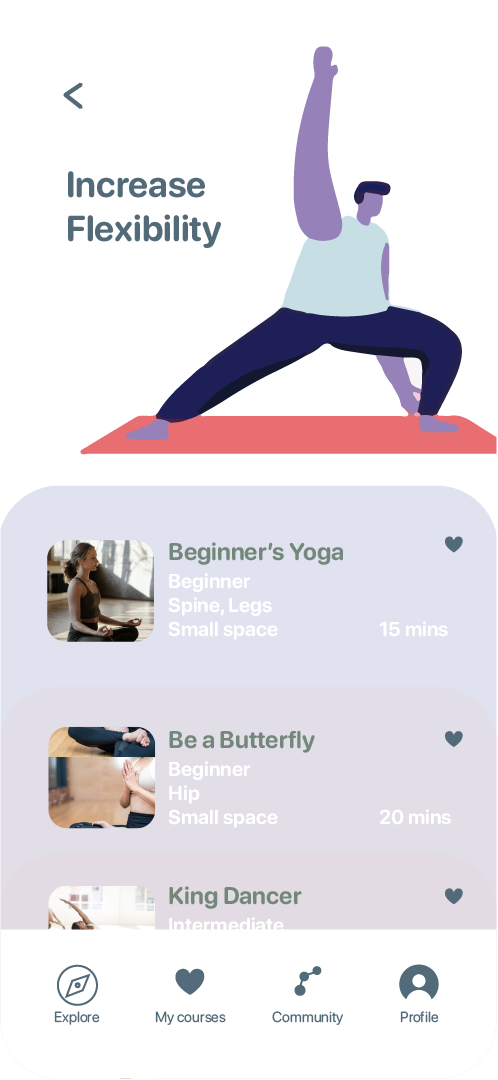 Increase
Flexibility
Beginner’s Yoga
Beginner
Spine, Legs
Small space
15 mins
Be a Butterfly
Beginner
Hip
Small space
20 mins
King Dancer
Intermediate
Explore
My courses
Community
Profile